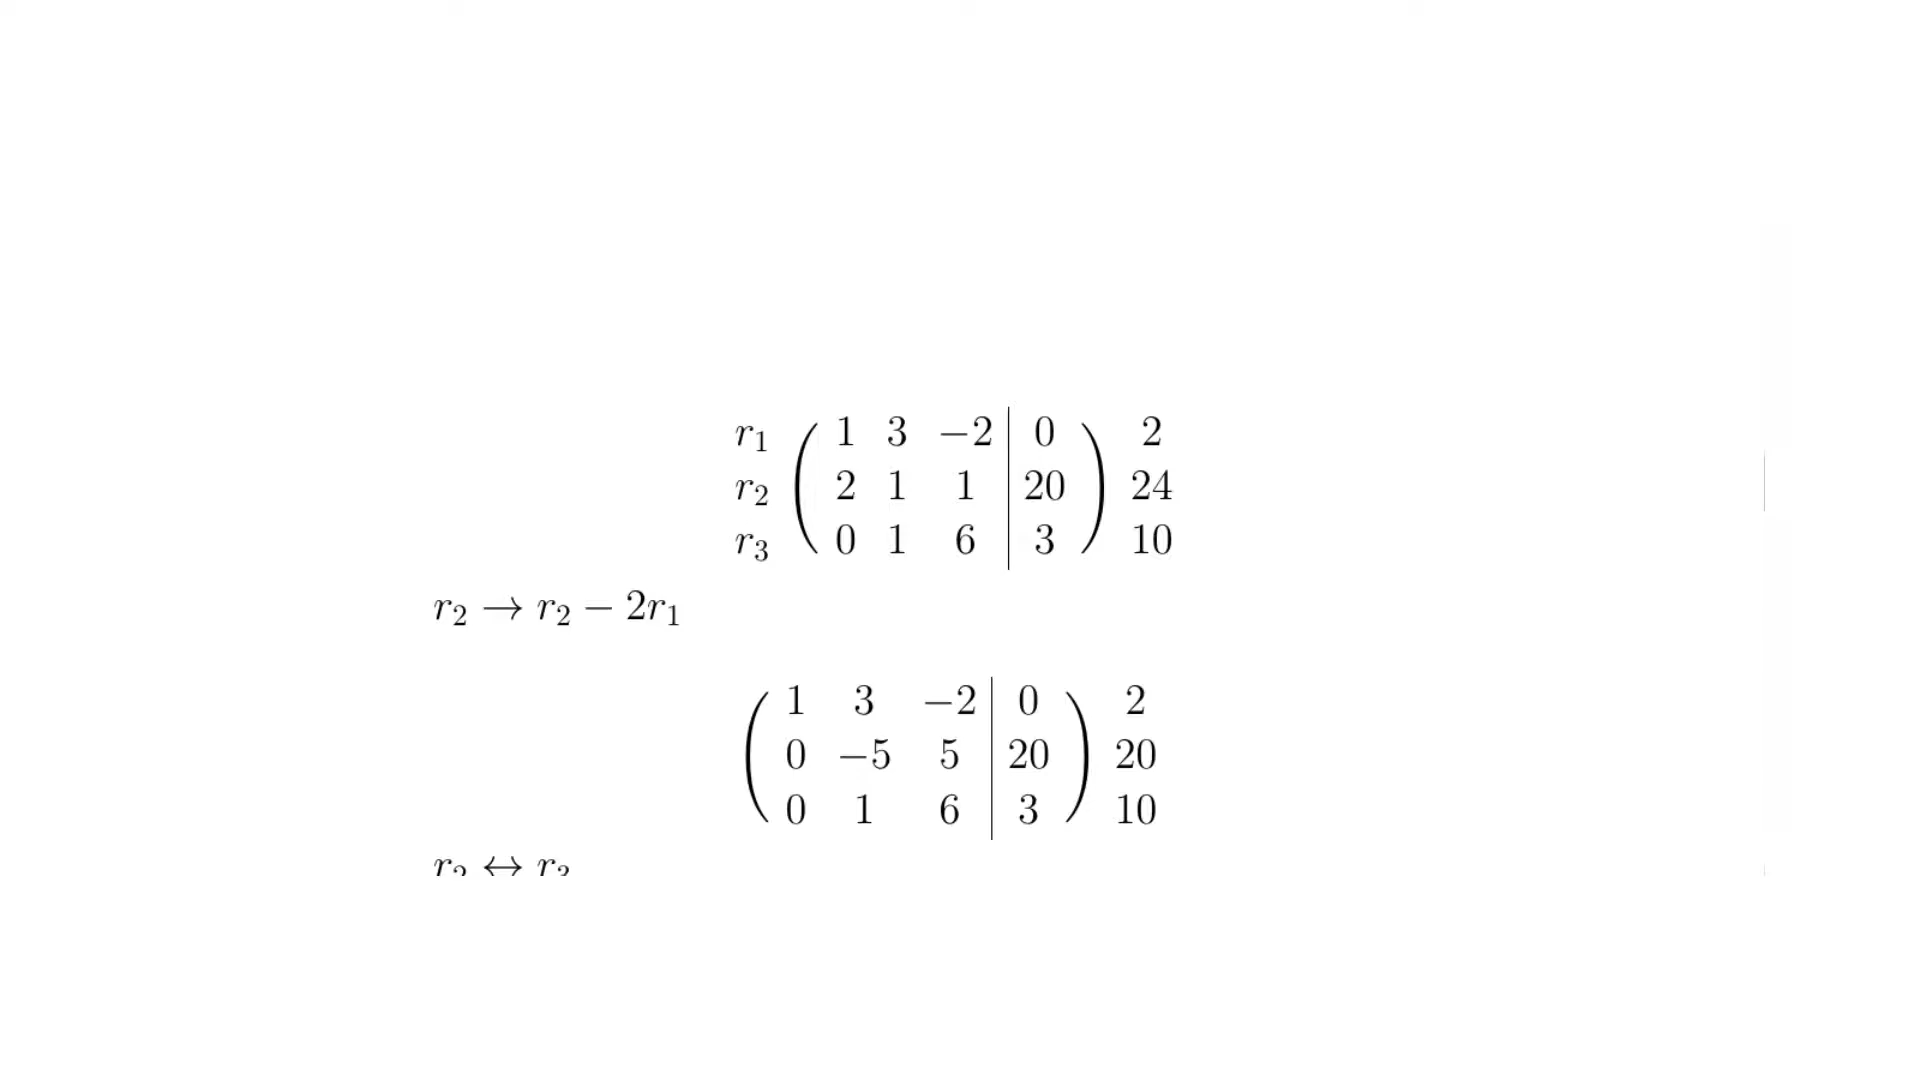 r₁ ( 1 3 −2 | 0 ) 2
r₂ ( 2 1 1 | 20 ) 24
r₃ ( 0 1 6 | 3 ) 10
r₂ → r₂ − 2r₁
( 1 3 −2 | 0 ) 2
( 0 −5 5 | 20 ) 20
( 0 1 6 | 3 ) 10